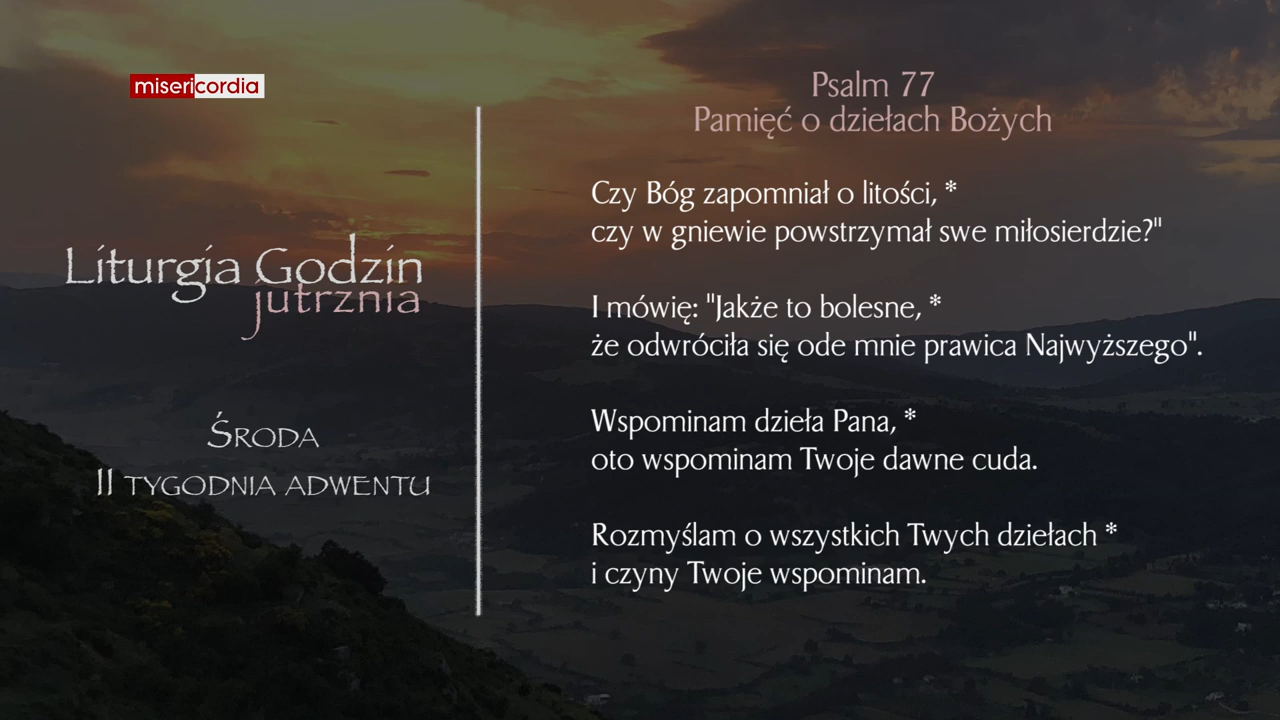 misericordia
Liturgia Godzin
jutrznia
Środa
II tygodnia adwentu
Psalm 77
Pamięć o dziełach Bożych
Czy Bóg zapomniał o litości, *
czy w gniewie powstrzymał swe miłosierdzie?"
I mówię: "Jakże to bolesne, *
że odwróciła się ode mnie prawica Najwyższego".
Wspominam dzieła Pana, *
oto wspominam Twoje dawne cuda.
Rozmyślam o wszystkich Twych dziełach *
i czyny Twoje wspominam.